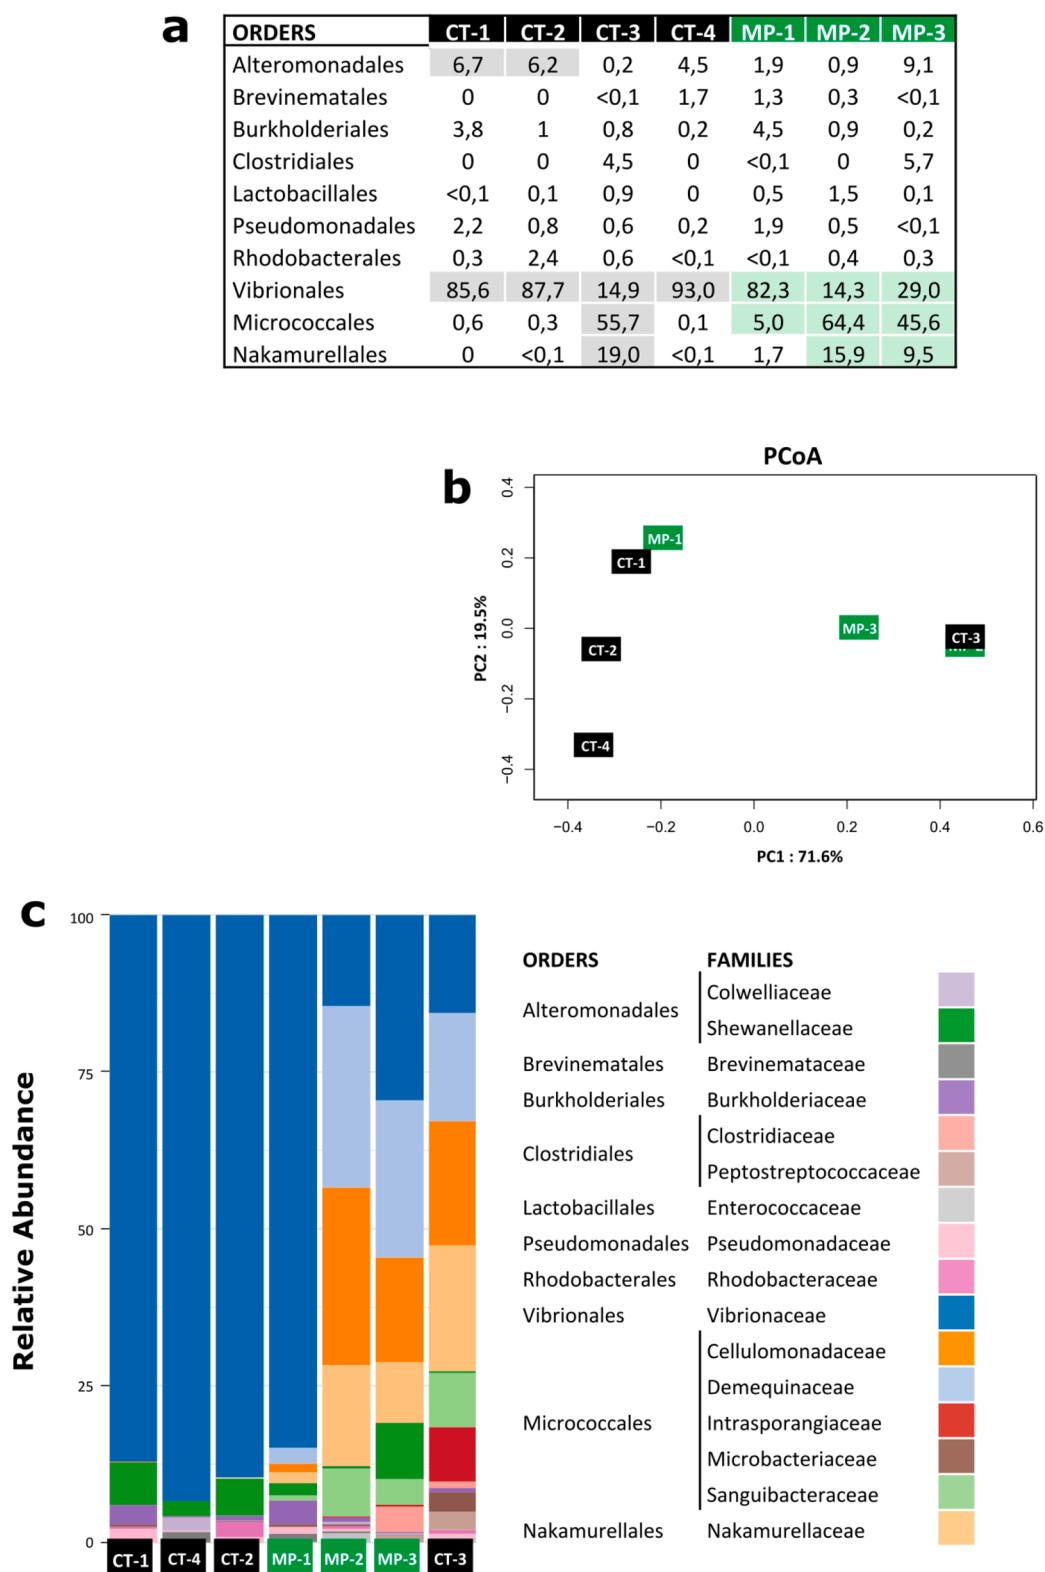 a
ORDERS CT-1 CT-2 CT-3 CT-4 MP-1 MP-2 MP-3
Alteromonadales 6,7 6,2 0,2 4,5 1,9 0,9 9,1
Brevinematales 0 0 <0,1 1,7 1,3 0,3 <0,1
Burkholderiales 3,8 1 0,8 0,2 4,5 0,9 0,2
Clostridiales 0 0 4,5 0 <0,1 0 5,7
Lactobacillales <0,1 0,1 0,9 0 0,5 1,5 0,1
Pseudomonadales 2,2 0,8 0,6 0,2 1,9 0,5 <0,1
Rhodobacterales 0,3 2,4 0,6 <0,1 <0,1 0,4 0,3
Vibrionales 85,6 87,7 14,9 93,0 82,3 14,3 29,0
Micrococcales 0,6 0,3 55,7 0,1 5,0 64,4 45,6
Nakamurellales 0 <0,1 19,0 <0,1 1,7 15,9 9,5
b
PCoA
PC2 : 19.5%
0.4
0.2
0.0
−0.2
−0.4
MP-1
CT-1
MP-3
CT-3
MP-2
CT-2
CT-4
−0.4 −0.2 0.0 0.2 0.4 0.6
PC1 : 71.6%
c
Relative Abundance
100
75
50
25
0
CT-1 CT-4 CT-2 MP-1 MP-2 MP-3 CT-3
ORDERS FAMILIES
Alteromonadales
Colwelliaceae
Shewanellaceae
Brevinematales Brevinemataceae
Burkholderiales Burkholderiaceae
Clostridiales
Clostridiaceae
Peptostreptococcaceae
Lactobacillales Enterococcaceae
Pseudomonadales Pseudomonadaceae
Rhodobacterales Rhodobacteraceae
Vibrionales Vibrionaceae
Micrococcales
Cellulomonadaceae
Demequinaceae
Intrasporangiaceae
Microbacteriaceae
Sanguibacteraceae
Nakamurellales Nakamurellaceae